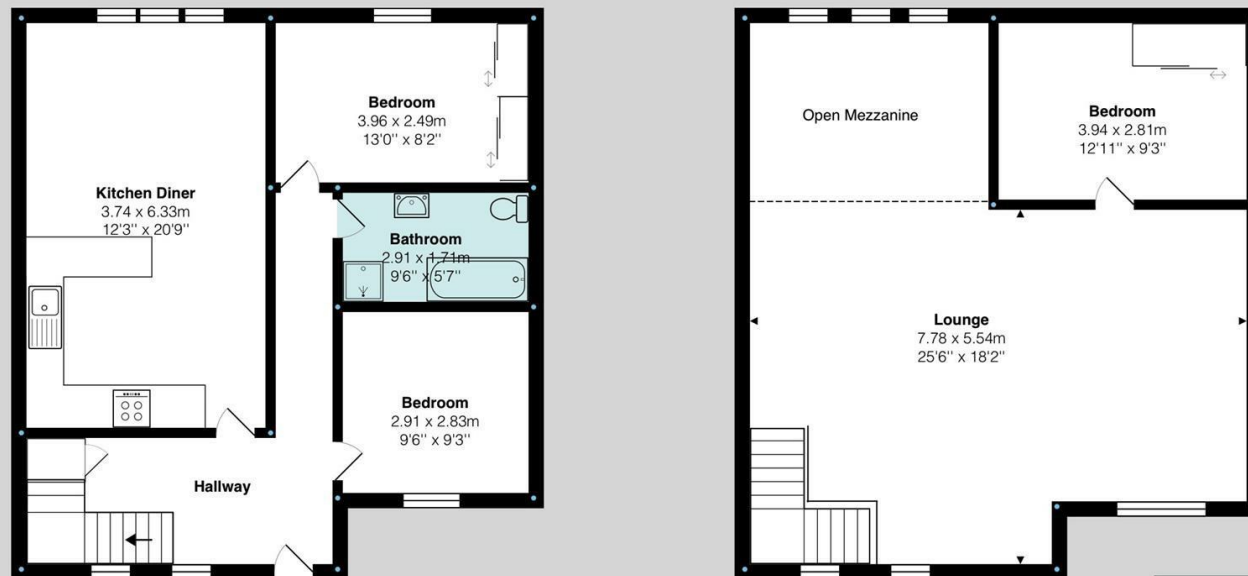 Kitchen Diner
3.74 x 6.33m
12'3'' x 20'9''
Bedroom
3.96 x 2.49m
13'0'' x 8'2''
Bathroom
2.91 x 1.71m
9'6'' x 5'7''
Bedroom
2.91 x 2.83m
9'6'' x 9'3''
Hallway
Open Mezzanine
Bedroom
3.94 x 2.81m
12'11'' x 9'3''
Lounge
7.78 x 5.54m
25'6'' x 18'2''